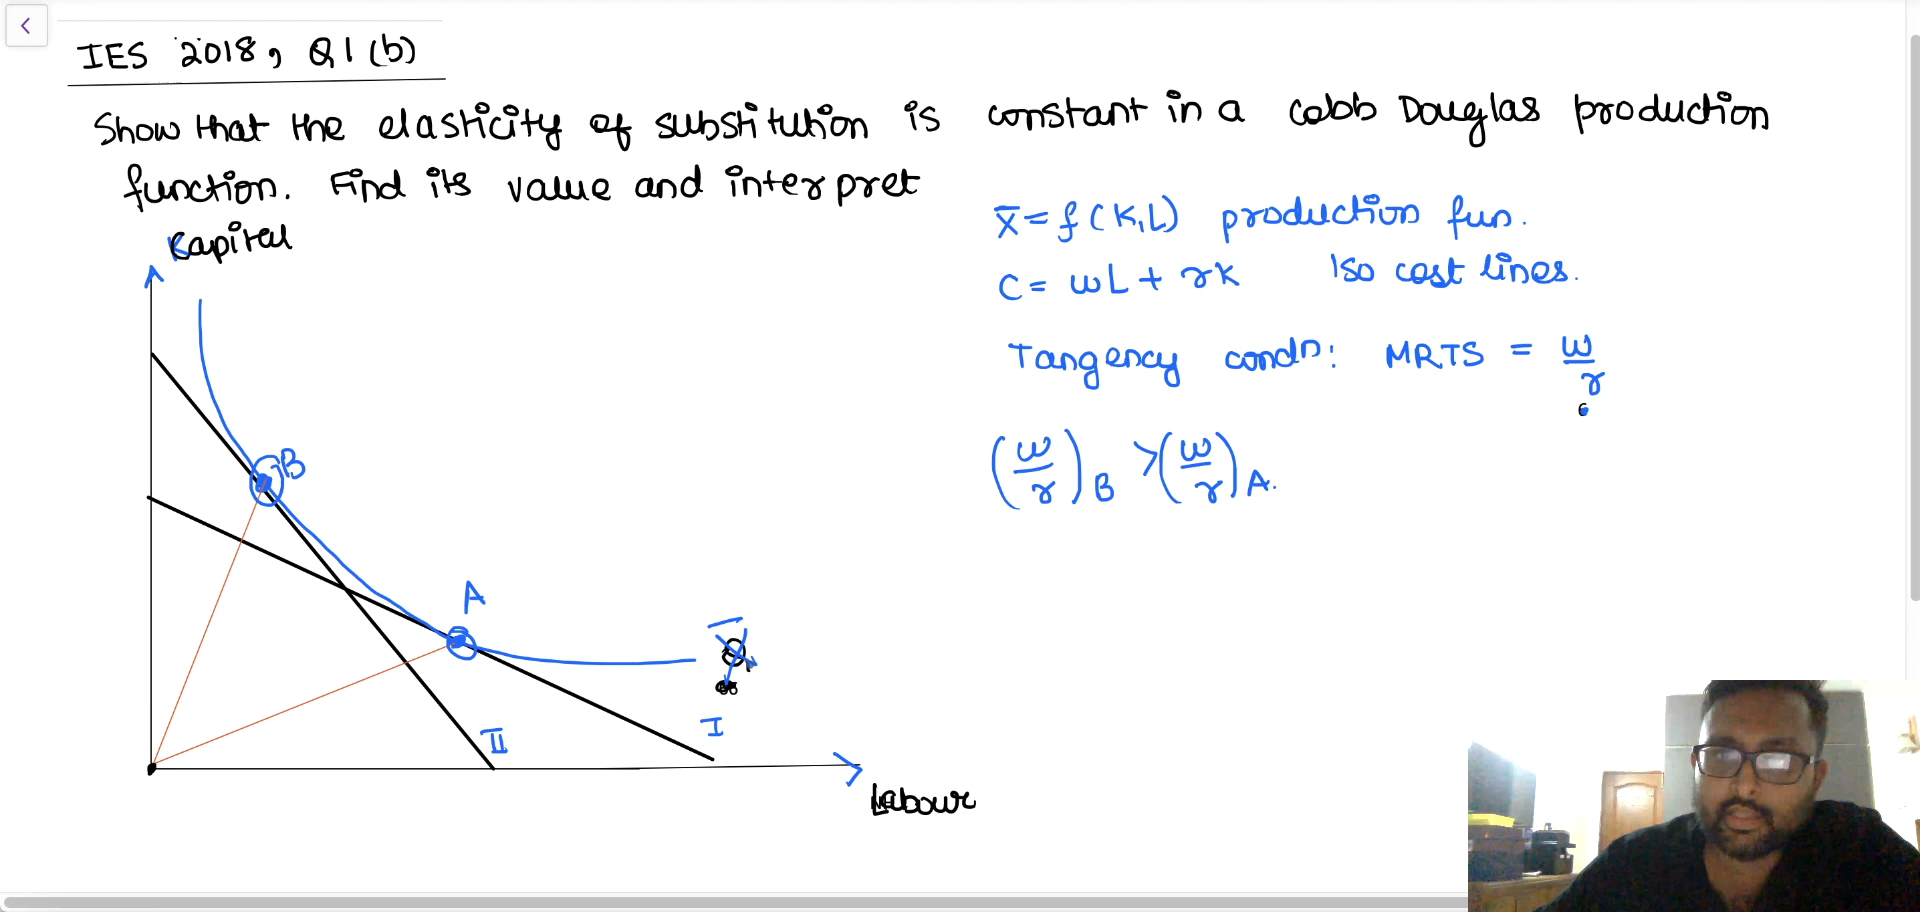 IES 2018, Q1(b)
Show that the elasticity of substitution is constant in a Cobb Douglas production
function. Find its value and interpret
Kapital
X̅ = f(K,L) production fun.
C = wL + rK Iso cost lines.
Tangency condn: MRTS = w/r
(w/r)B > (w/r)A.
B
A
X̅
I
II
Labour